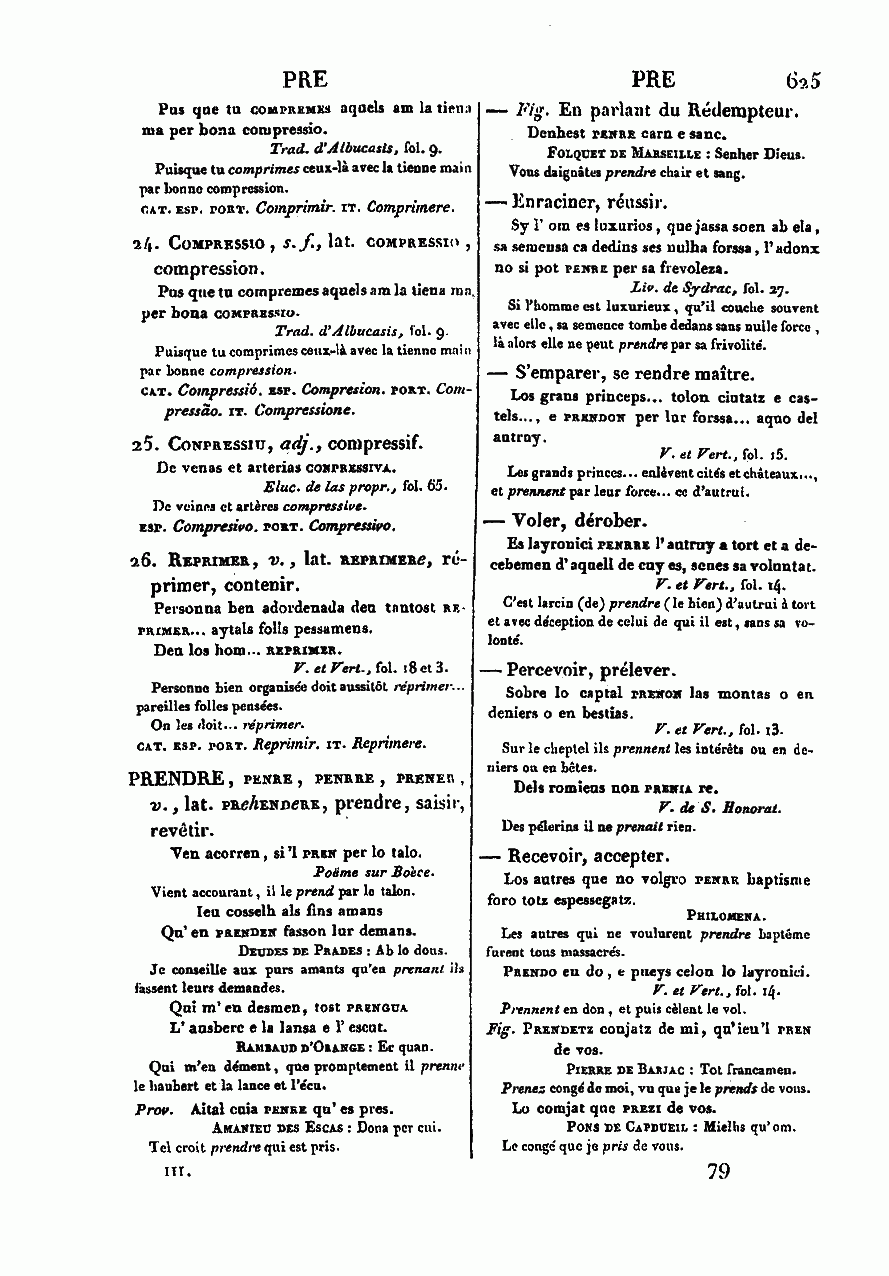 PRE
PRE 625
Pus que tu COMPREMES aquels am la tiena
ma per bona compressio.
Trad. d'Albucasis, fol. 9.
Puisque tu comprimes ceux-là avec la tienne main
par bonne compression.
CAT. ESP. PORT. Comprimir. IT. Comprimere.
24. COMPRESSIO, s. f., lat. COMPRESSIO,
compression.
Pus que tu compremes aquels am la tiena ma,
per bona COMPRESSIO.
Trad. d'Albucasis, fol. 9.
Puisque tu comprimes ceux-là avec la tienne main
par bonne compression.
CAT. Compressió. ESP. Compresion. PORT. Com-
pressão. IT. Compressione.
25. CONPRESSIU, adj., compressif.
De venas et arterias CONPRESSIVA.
Eluc. de las propr., fol. 65.
De veines et artères compressive.
ESP. Compresivo. PORT. Compressivo.
26. REPRIMER, v., lat. REPRIMERe, ré-
primer, contenir.
Personna ben adordenada deu tantost RE-
PRIMER... aytals folls pessamens.
Deu los hom... REPRIMER.
V. et Vert., fol. 18 et 3.
Personne bien organisée doit aussitôt réprimer...
pareilles folles pensées.
On les doit... réprimer.
CAT. ESP. PORT. Reprimir. IT. Reprimere.
PRENDRE, PENRE, PENRRE, PRENER,
v., lat. PRehENDeRE, prendre, saisir,
revêtir.
Ven acorren, si'l PREN per lo talo.
Poëme sur Boèce.
Vient accourant, il le prend par le talon.
Ieu cosselh als fins amans
Qu'en PRENDEN fasson lur demans.
DEUDES DE PRADES : Ab lo dous.
Je conseille aux purs amants qu'en prenant ils
fassent leurs demandes.
Qui m'en desmen, tost PRENGUA
L'ausberc e la lansa e l'escut.
RAMBAUD D'ORANGE : Er quan.
Qui m'en dément, que promptement il prenne
le haubert et la lance et l'écu.
Prov. Aital cuia PENRE qu'es pres.
AMANIEU DES ESCAS : Dona per cui.
Tel croit prendre qui est pris.
III.
— Fig. En parlant du Rédempteur.
Denhest PENRE carn e sanc.
FOLQUET DE MARSEILLE : Senher Dieus.
Vous daignâtes prendre chair et sang.
— Enraciner, réussir.
Sy l'om es luxurios, que jassa soen ab ela,
sa semensa ca dedins ses nulha forssa, l'adonx
no si pot PENRE per sa frevoleza.
Liv. de Sydrac, fol. 27.
Si l'homme est luxurieux, qu'il couche souvent
avec elle, sa semence tombe dedans sans nulle force,
là alors elle ne peut prendre par sa frivolité.
— S'emparer, se rendre maître.
Los grans princeps... tolon ciutatz e cas-
tels..., e PRENDON per lur forssa... aquo del
autruy.
V. et Vert., fol. 15.
Les grands princes... enlèvent cités et châteaux...,
et prennent par leur force... ce d'autrui.
— Voler, dérober.
Es layronici PENRRE l'autruy a tort et a de-
cebemen d'aquell de cuy es, senes sa voluntat.
V. et Vert., fol. 14.
C'est larcin (de) prendre (le bien) d'autrui à tort
et avec déception de celui de qui il est, sans sa vo-
lonté.
— Percevoir, prélever.
Sobre lo captal PRENON las montas o en
deniers o en bestias.
V. et Vert., fol. 13.
Sur le cheptel ils prennent les intérêts ou en de-
niers ou en bêtes.
Dels romieus non PRENIA re.
V. de S. Honorat.
Des pélerins il ne prenait rien.
— Recevoir, accepter.
Los autres que no volgro PENRR baptisme
foro totz espessegatz.
PHILOMENA.
Les autres qui ne voulurent prendre baptême
furent tous massacrés.
PRENDO en do, e pueys celon lo layronici.
V. et Vert., fol. 14.
Prennent en don, et puis cèlent le vol.
Fig. PRENDETZ conjatz de mi, qu'ieu'l PREN
de vos.
PIERRE DE BARJAC : Tot francamen.
Prenez congé de moi, vu que je le prends de vous.
Lo comjat que PREZI de vos.
PONS DE CAPDUEIL : Mielhs qu'om.
Le congé que je pris de vous.
79